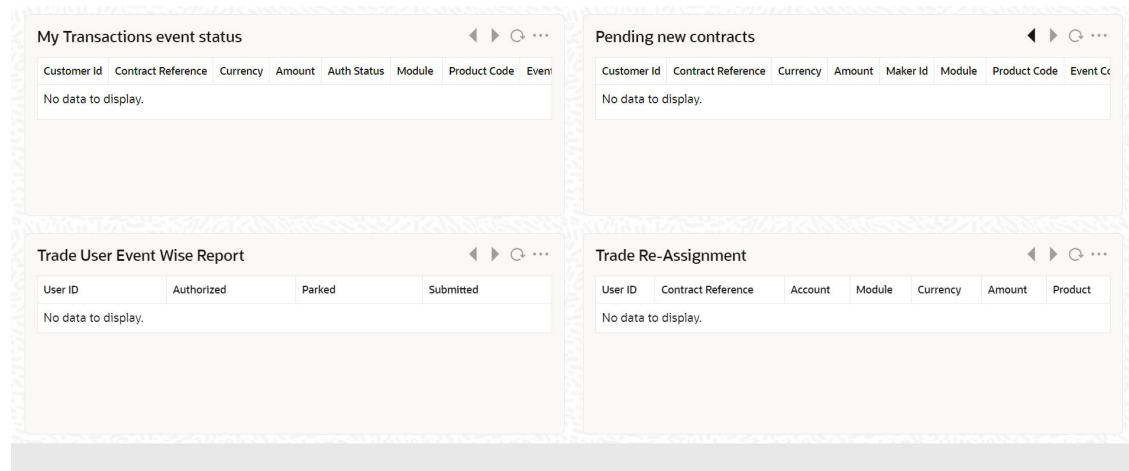 My Transactions event status
Customer Id Contract Reference Currency Amount Auth Status Module Product Code Event
No data to display.
Pending new contracts
Customer Id Contract Reference Currency Amount Maker Id Module Product Code Event Co
No data to display.
Trade User Event Wise Report
User ID Authorized Parked Submitted
No data to display.
Trade Re-Assignment
User ID Contract Reference Account Module Currency Amount Product
No data to display.